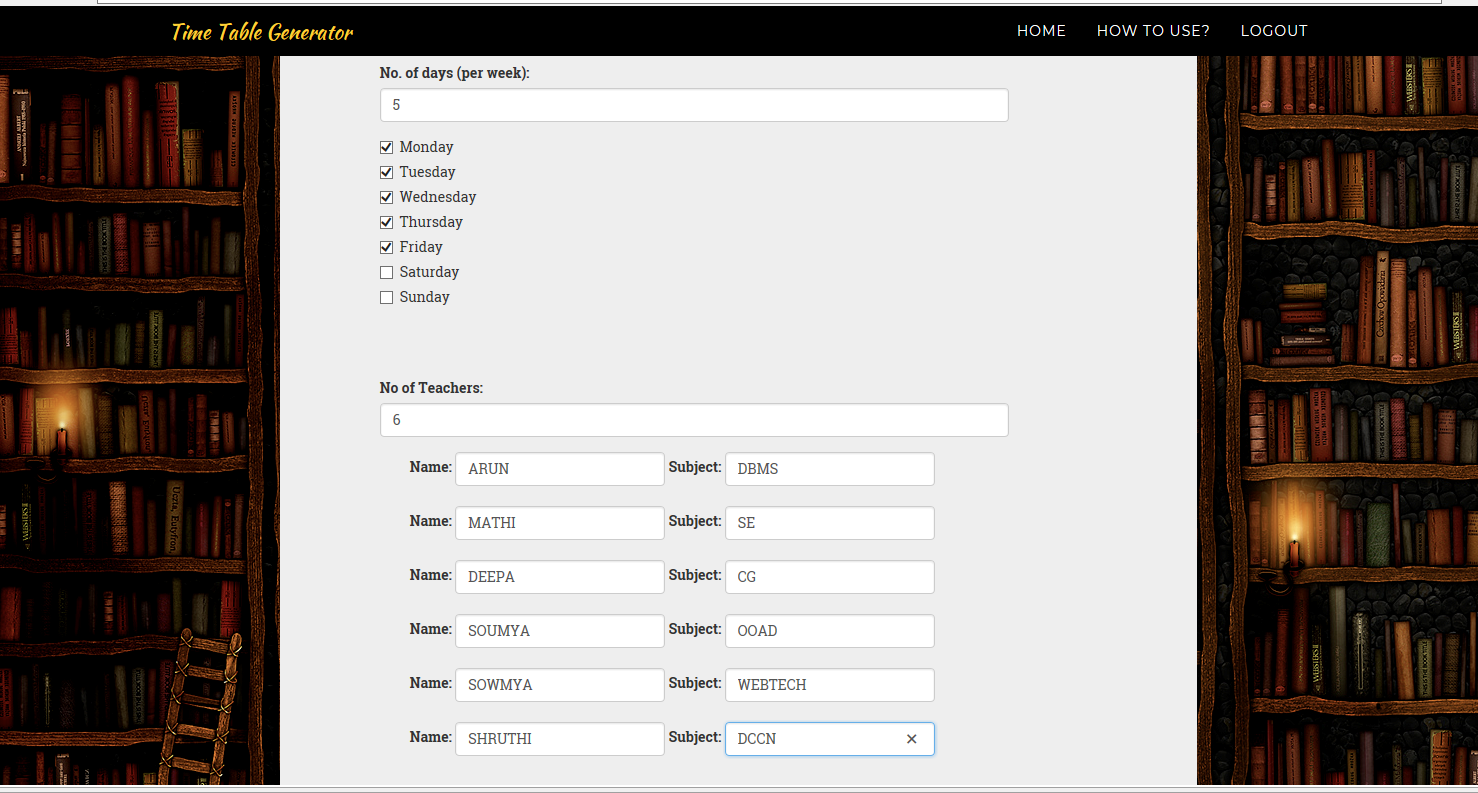 Time Table Generator HOME HOW TO USE? LOGOUT
No. of days (per week):
5
Monday
Tuesday
Wednesday
Thursday
Friday
Saturday
Sunday
No of Teachers:
6
Name: ARUN Subject: DBMS
Name: MATHI Subject: SE
Name: DEEPA Subject: CG
Name: SOUMYA Subject: OOAD
Name: SOWMYA Subject: WEBTECH
Name: SHRUTHI Subject: DCCN